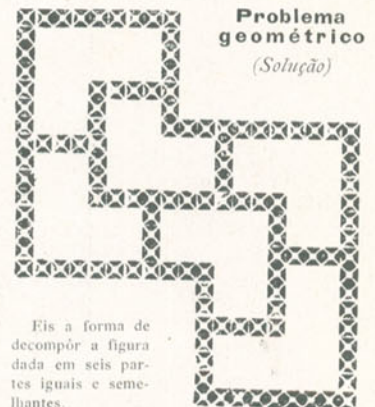 Problema
geométrico
(Solução)
Eis a forma de
decompôr a figura
dada em seis par-
tes iguais e seme-
lhantes.